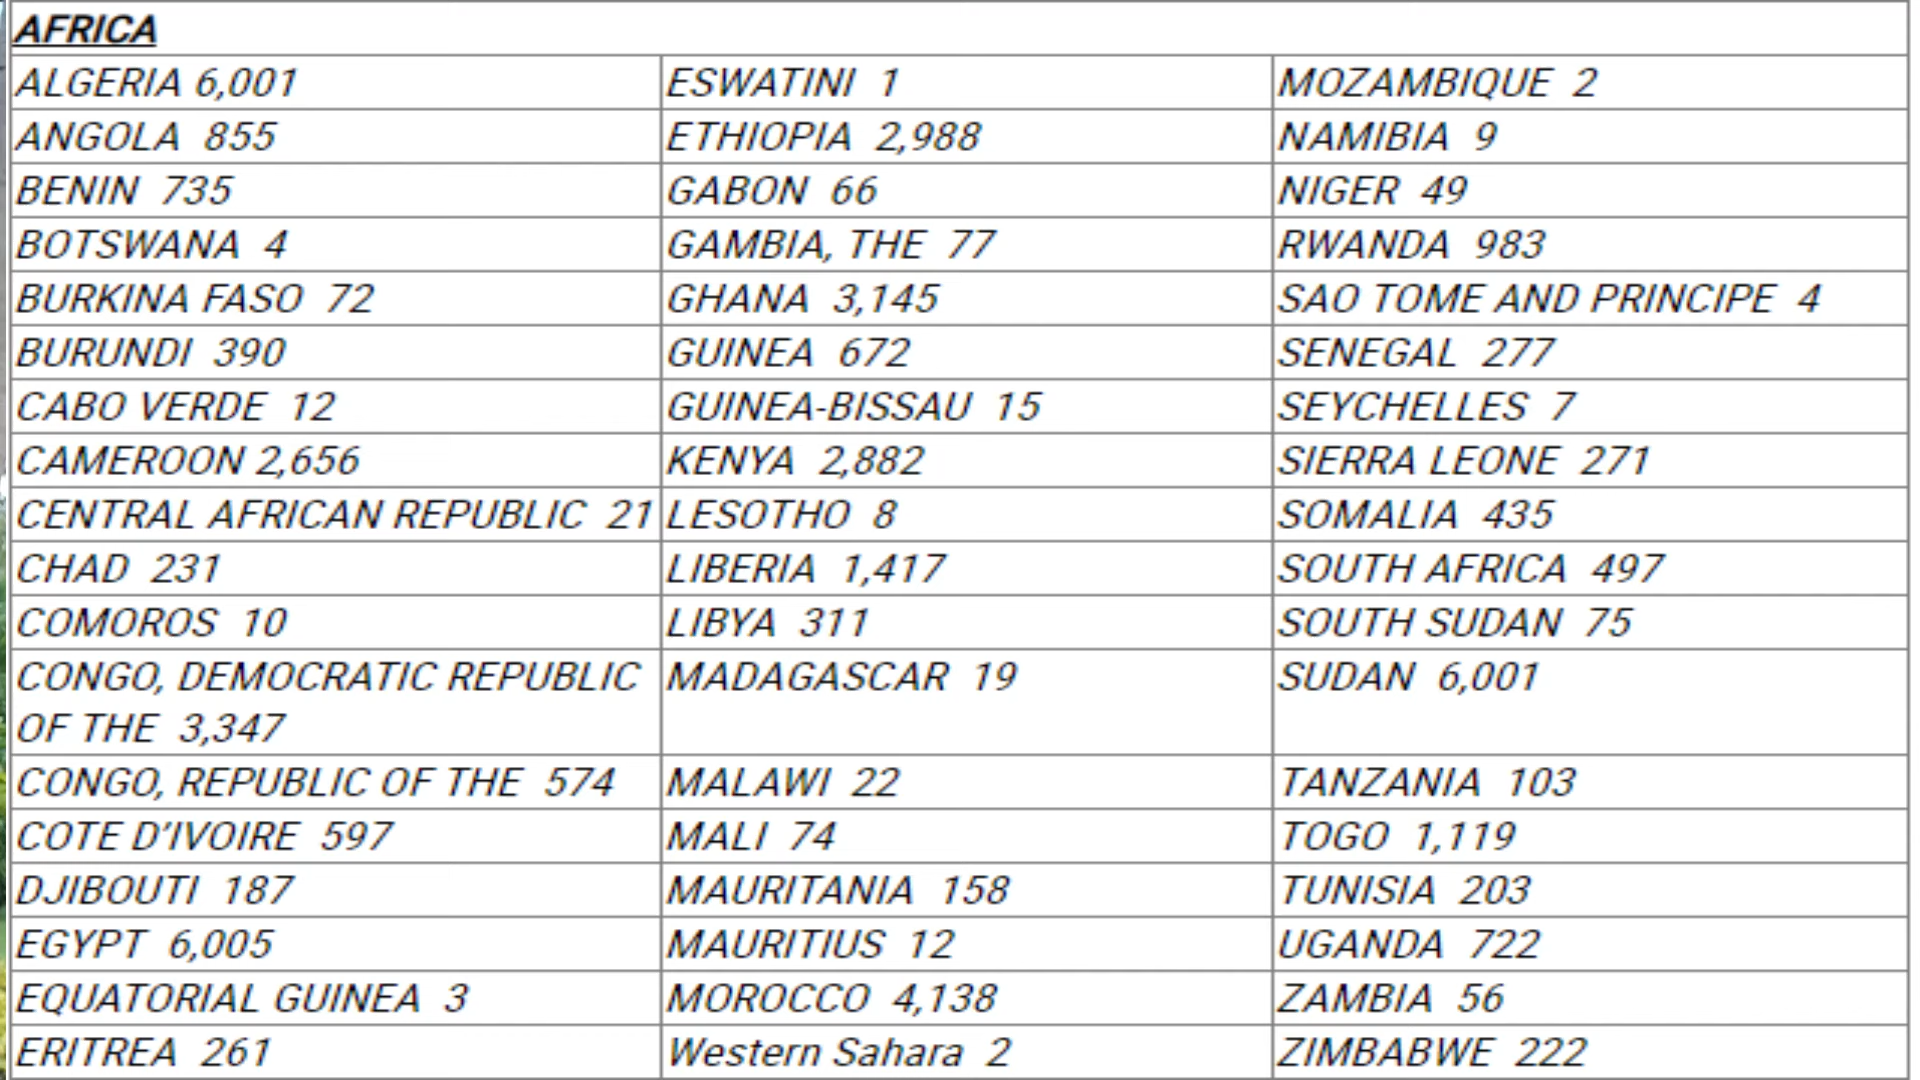 AFRICA
ALGERIA 6,001 ESWATINI 1 MOZAMBIQUE 2
ANGOLA 855 ETHIOPIA 2,988 NAMIBIA 9
BENIN 735 GABON 66 NIGER 49
BOTSWANA 4 GAMBIA, THE 77 RWANDA 983
BURKINA FASO 72 GHANA 3,145 SAO TOME AND PRINCIPE 4
BURUNDI 390 GUINEA 672 SENEGAL 277
CABO VERDE 12 GUINEA-BISSAU 15 SEYCHELLES 7
CAMEROON 2,656 KENYA 2,882 SIERRA LEONE 271
CENTRAL AFRICAN REPUBLIC 21 LESOTHO 8 SOMALIA 435
CHAD 231 LIBERIA 1,417 SOUTH AFRICA 497
COMOROS 10 LIBYA 311 SOUTH SUDAN 75
CONGO, DEMOCRATIC REPUBLIC MADAGASCAR 19 SUDAN 6,001
OF THE 3,347
CONGO, REPUBLIC OF THE 574 MALAWI 22 TANZANIA 103
COTE D’IVOIRE 597 MALI 74 TOGO 1,119
DJIBOUTI 187 MAURITANIA 158 TUNISIA 203
EGYPT 6,005 MAURITIUS 12 UGANDA 722
EQUATORIAL GUINEA 3 MOROCCO 4,138 ZAMBIA 56
ERITREA 261 Western Sahara 2 ZIMBABWE 222